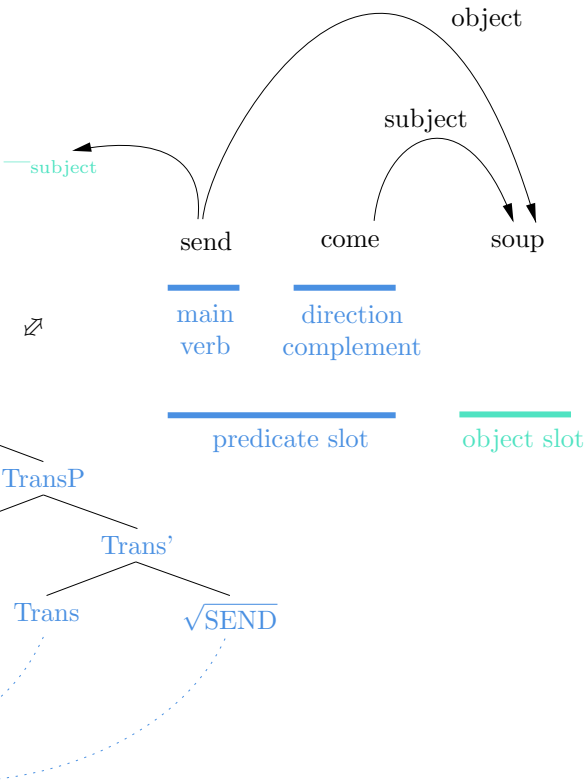 object
subject
—subject
send come soup
main direction
verb complement
predicate slot object slot
TransP
Trans'
Trans √SEND